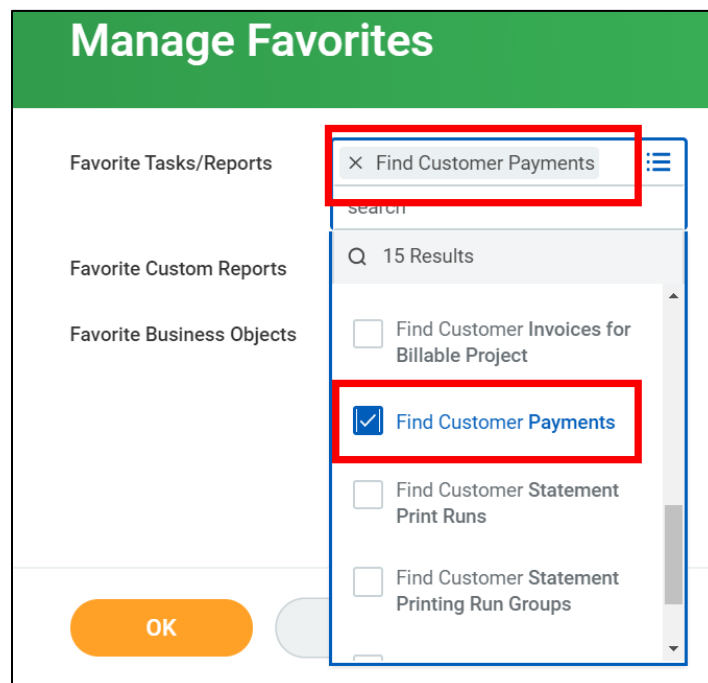 Manage Favorites
Favorite Tasks/Reports
× Find Customer Payments
search
15 Results
Favorite Custom Reports
Favorite Business Objects
Find Customer Invoices for
Billable Project
Find Customer Payments
Find Customer Statement
Print Runs
Find Customer Statement
Printing Run Groups
OK